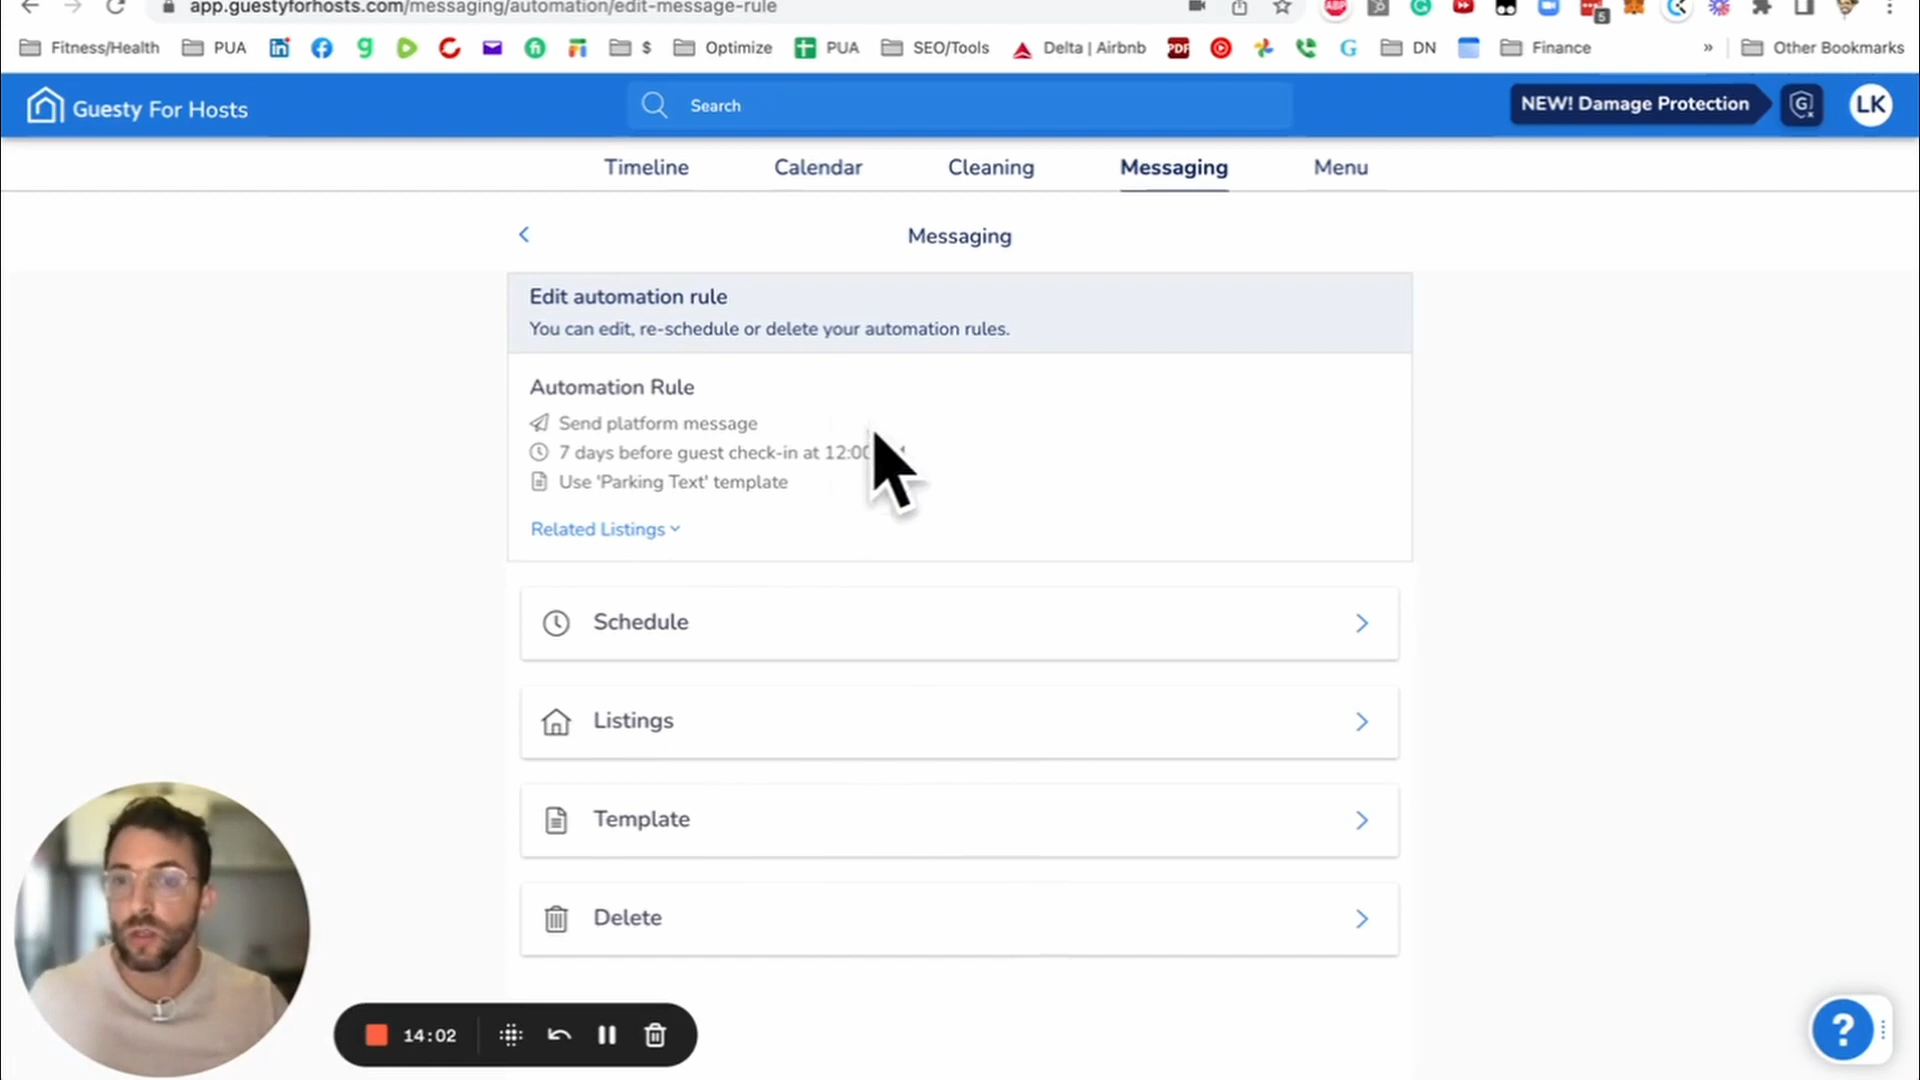 app.guestyforhosts.com/messaging/automation/edit-message-rule
ABP
5
Fitness/Health
PUA
$
Optimize
PUA
SEO/Tools
Delta | Airbnb
PDF
DN
Finance
»
Other Bookmarks
Guesty For Hosts
Search
NEW! Damage Protection
LK
Timeline
Calendar
Cleaning
Messaging
Menu
Messaging
Edit automation rule
You can edit, re-schedule or delete your automation rules.
Automation Rule
Send platform message
7 days before guest check-in at 12:00
Use 'Parking Text' template
Related Listings
Schedule
Listings
Template
Delete
14:02
?